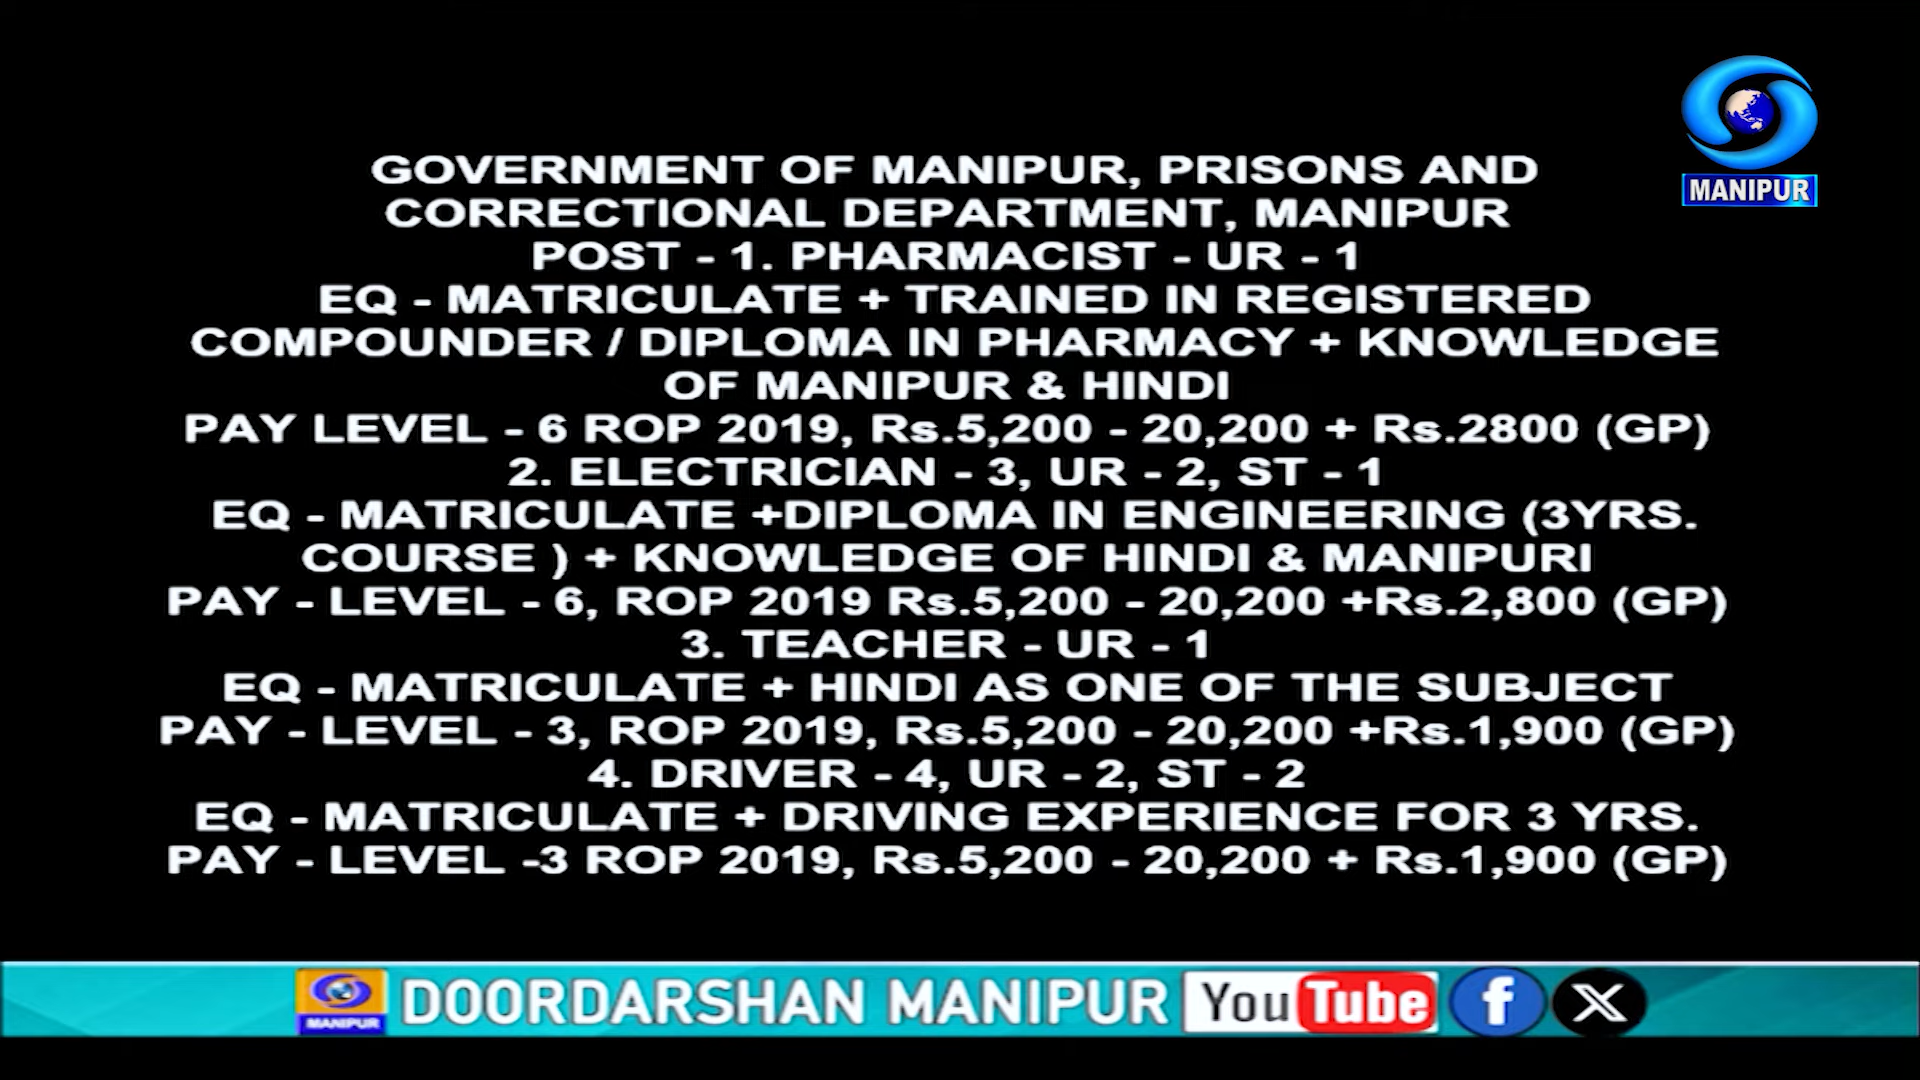 MANIPUR
GOVERNMENT OF MANIPUR, PRISONS AND
CORRECTIONAL DEPARTMENT, MANIPUR
POST - 1. PHARMACIST - UR - 1
EQ - MATRICULATE + TRAINED IN REGISTERED
COMPOUNDER / DIPLOMA IN PHARMACY + KNOWLEDGE
OF MANIPUR & HINDI
PAY LEVEL - 6 ROP 2019, Rs.5,200 - 20,200 + Rs.2800 (GP)
2. ELECTRICIAN - 3, UR - 2, ST - 1
EQ - MATRICULATE +DIPLOMA IN ENGINEERING (3YRS.
COURSE ) + KNOWLEDGE OF HINDI & MANIPURI
PAY - LEVEL - 6, ROP 2019 Rs.5,200 - 20,200 +Rs.2,800 (GP)
3. TEACHER - UR - 1
EQ - MATRICULATE + HINDI AS ONE OF THE SUBJECT
PAY - LEVEL - 3, ROP 2019, Rs.5,200 - 20,200 +Rs.1,900 (GP)
4. DRIVER - 4, UR - 2, ST - 2
EQ - MATRICULATE + DRIVING EXPERIENCE FOR 3 YRS.
PAY - LEVEL -3 ROP 2019, Rs.5,200 - 20,200 + Rs.1,900 (GP)
MANIPUR DOORDARSHAN MANIPUR YouTube f X